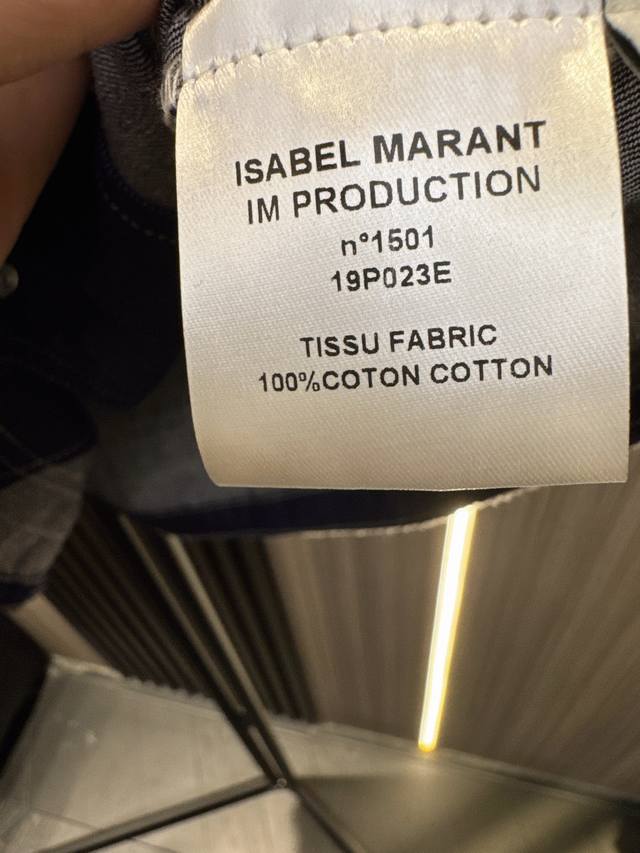 ISABEL MARANT
IM PRODUCTION
n°1501
19P023E
TISSU FABRIC
100%COTON COTTON